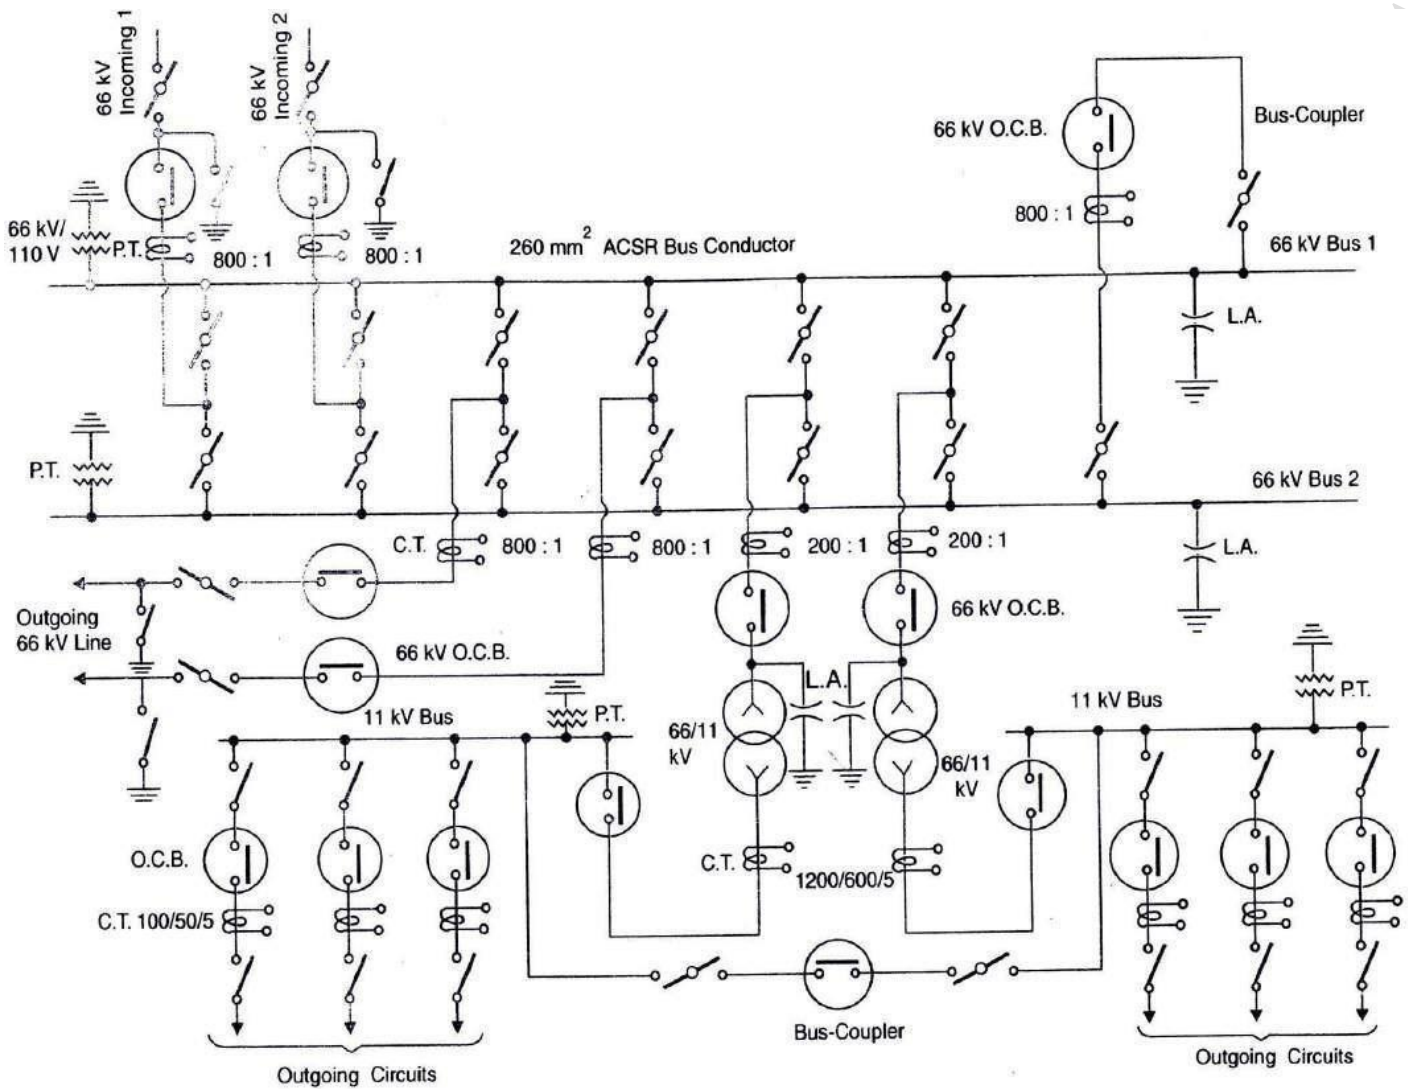 66 kV
Incoming 1
66 kV
Incoming 2
66 kV O.C.B.
Bus-Coupler
800 : 1
66 kV/
110 V
P.T.
800 : 1
800 : 1
260 mm² ACSR Bus Conductor
66 kV Bus 1
L.A.
P.T.
66 kV Bus 2
C.T.
800 : 1
800 : 1
200 : 1
200 : 1
L.A.
Outgoing
66 kV Line
66 kV O.C.B.
66 kV O.C.B.
L.A.
11 kV Bus
P.T.
66/11
kV
66/11
kV
11 kV Bus
P.T.
O.C.B.
C.T.
1200/600/5
C.T. 100/50/5
Bus-Coupler
Outgoing Circuits
Outgoing Circuits